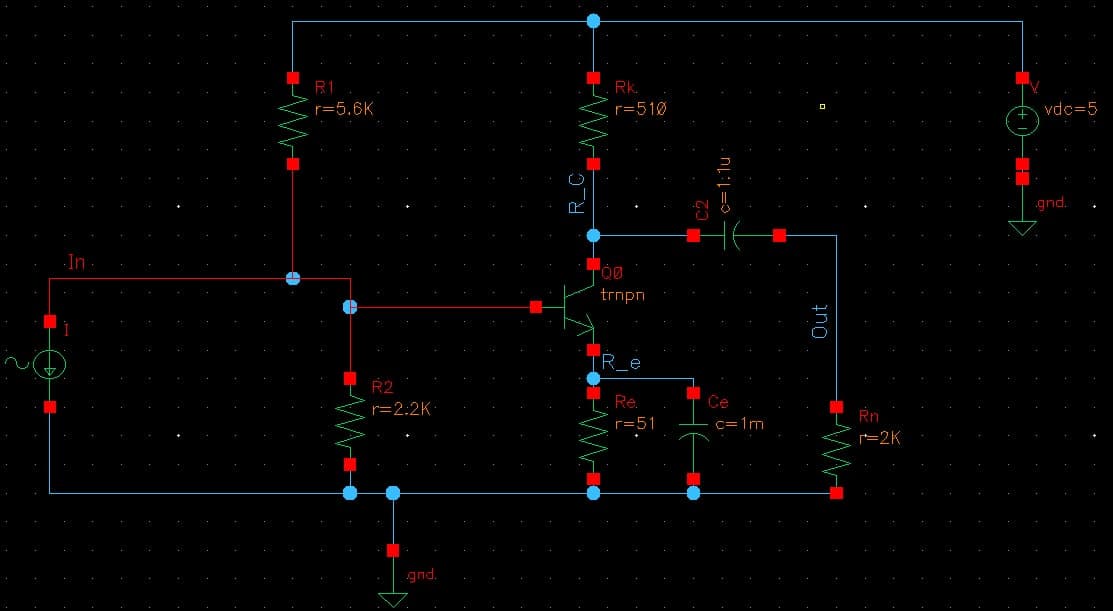 R1
r=5.6K
Rk
r=510
V
vdc=5
gnd
R_C
C2
c=1.1u
In
I
Q0
trnpn
Out
R_e
R2
r=2.2K
Re
r=51
Ce
c=1m
Rn
r=2K
gnd